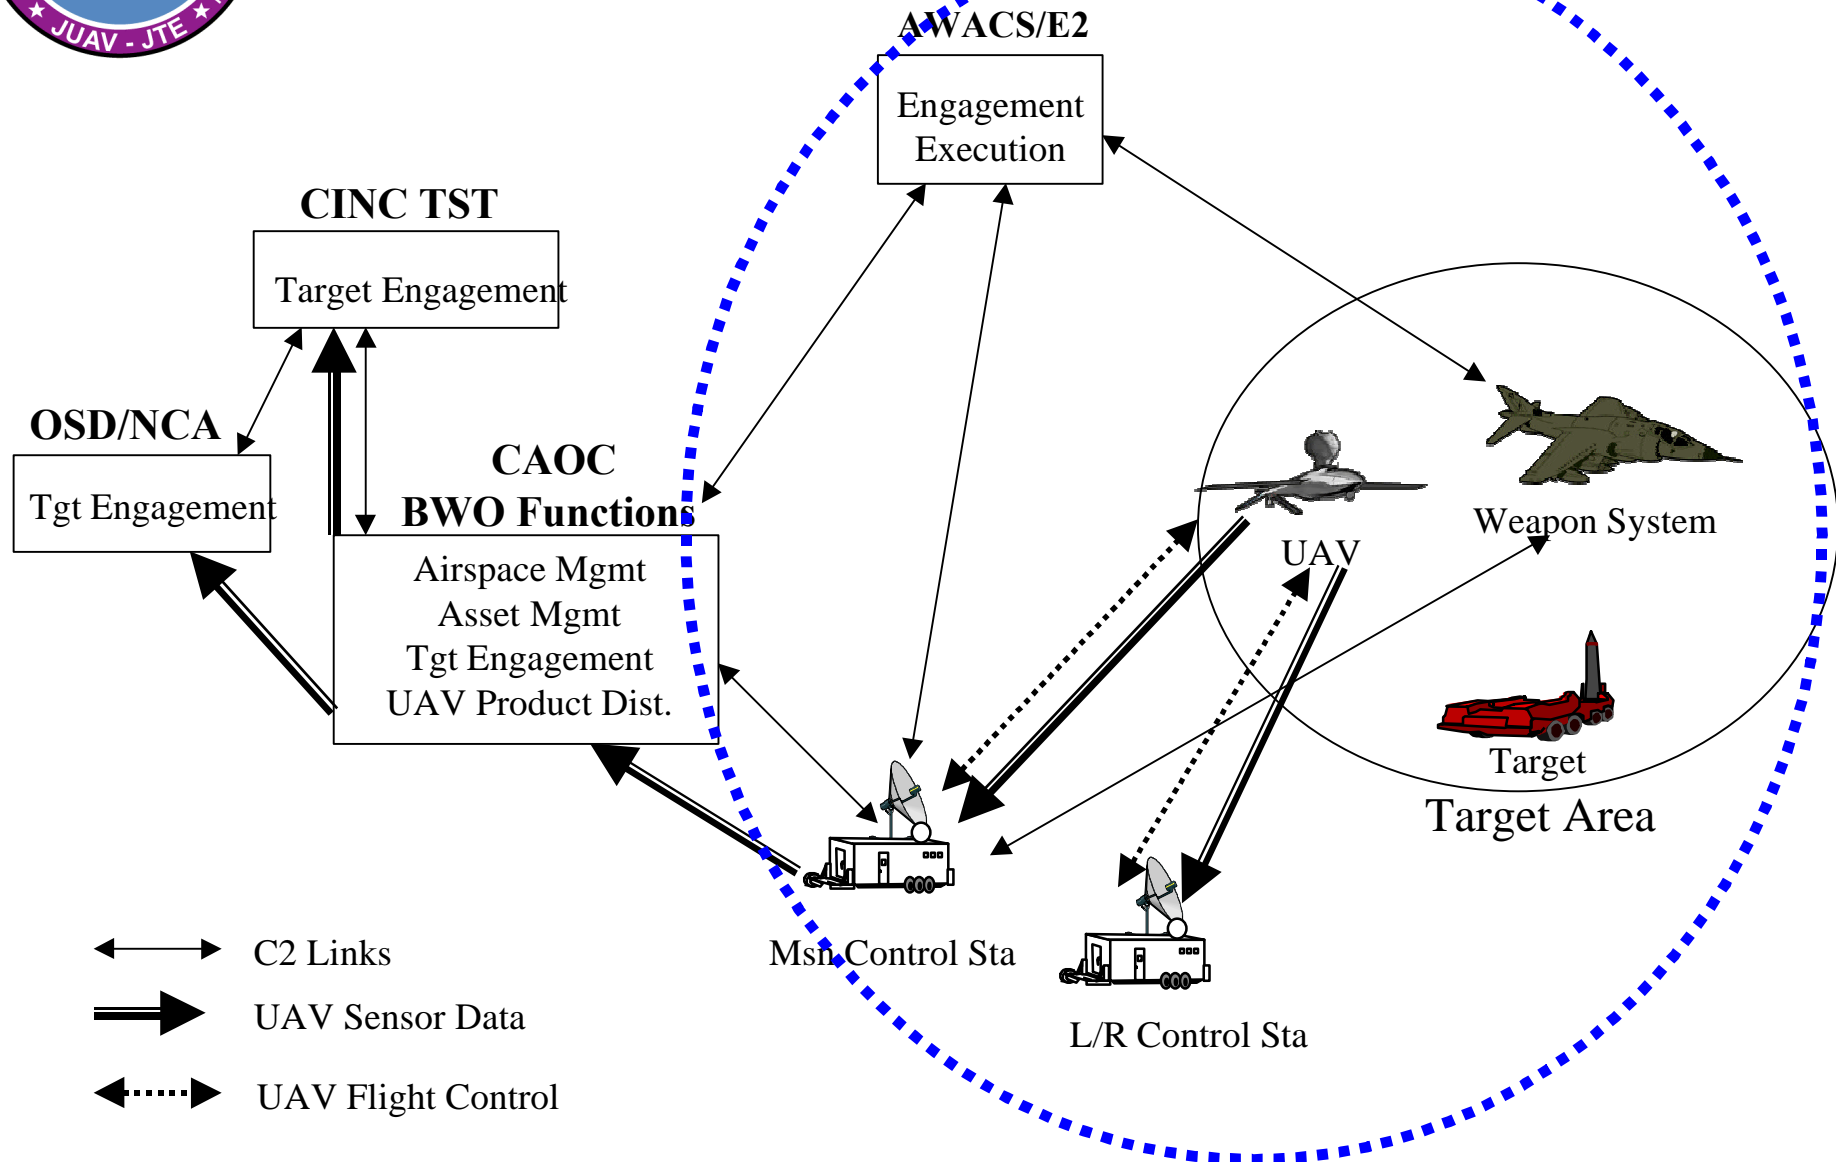 JUAV - JTE
AWACS/E2
Engagement
Execution
CINC TST
Target Engagement
OSD/NCA
Tgt Engagement
CAOC
BWO Functions
Airspace Mgmt
Asset Mgmt
Tgt Engagement
UAV Product Dist.
Weapon System
UAV
Target
Target Area
Msn Control Sta
L/R Control Sta
C2 Links
UAV Sensor Data
UAV Flight Control